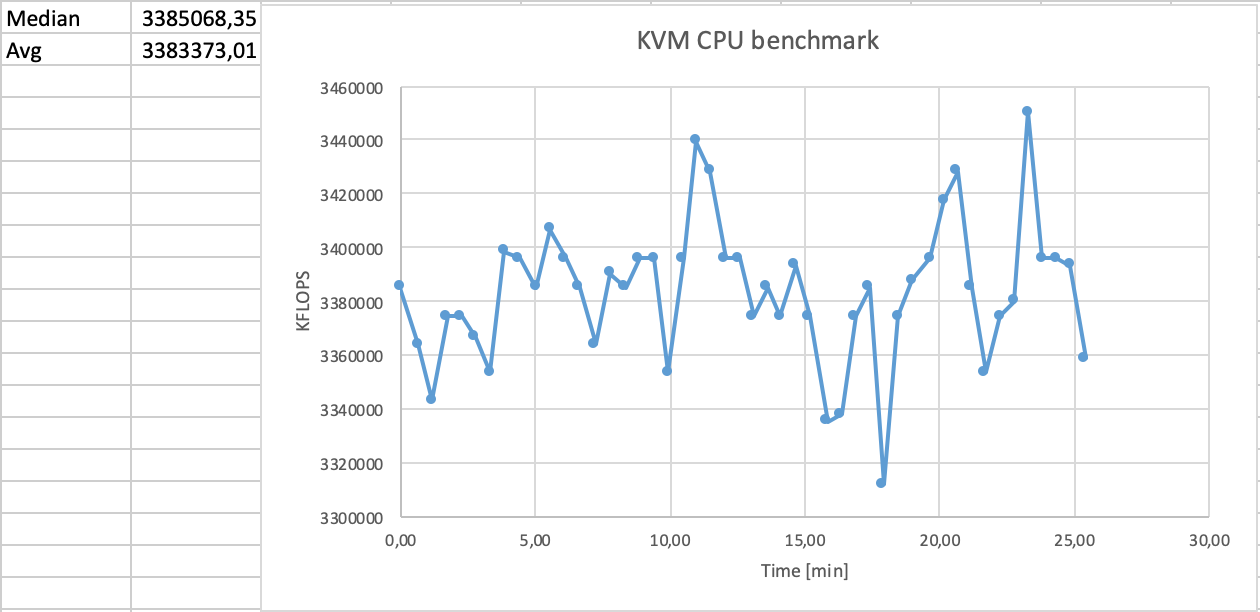 Median 3385068,35
Avg 3383373,01
KVM CPU benchmark
3460000
3440000
3420000
3400000
3380000
3360000
3340000
3320000
3300000
KFLOPS
0,00 5,00 10,00 15,00 20,00 25,00 30,00
Time [min]